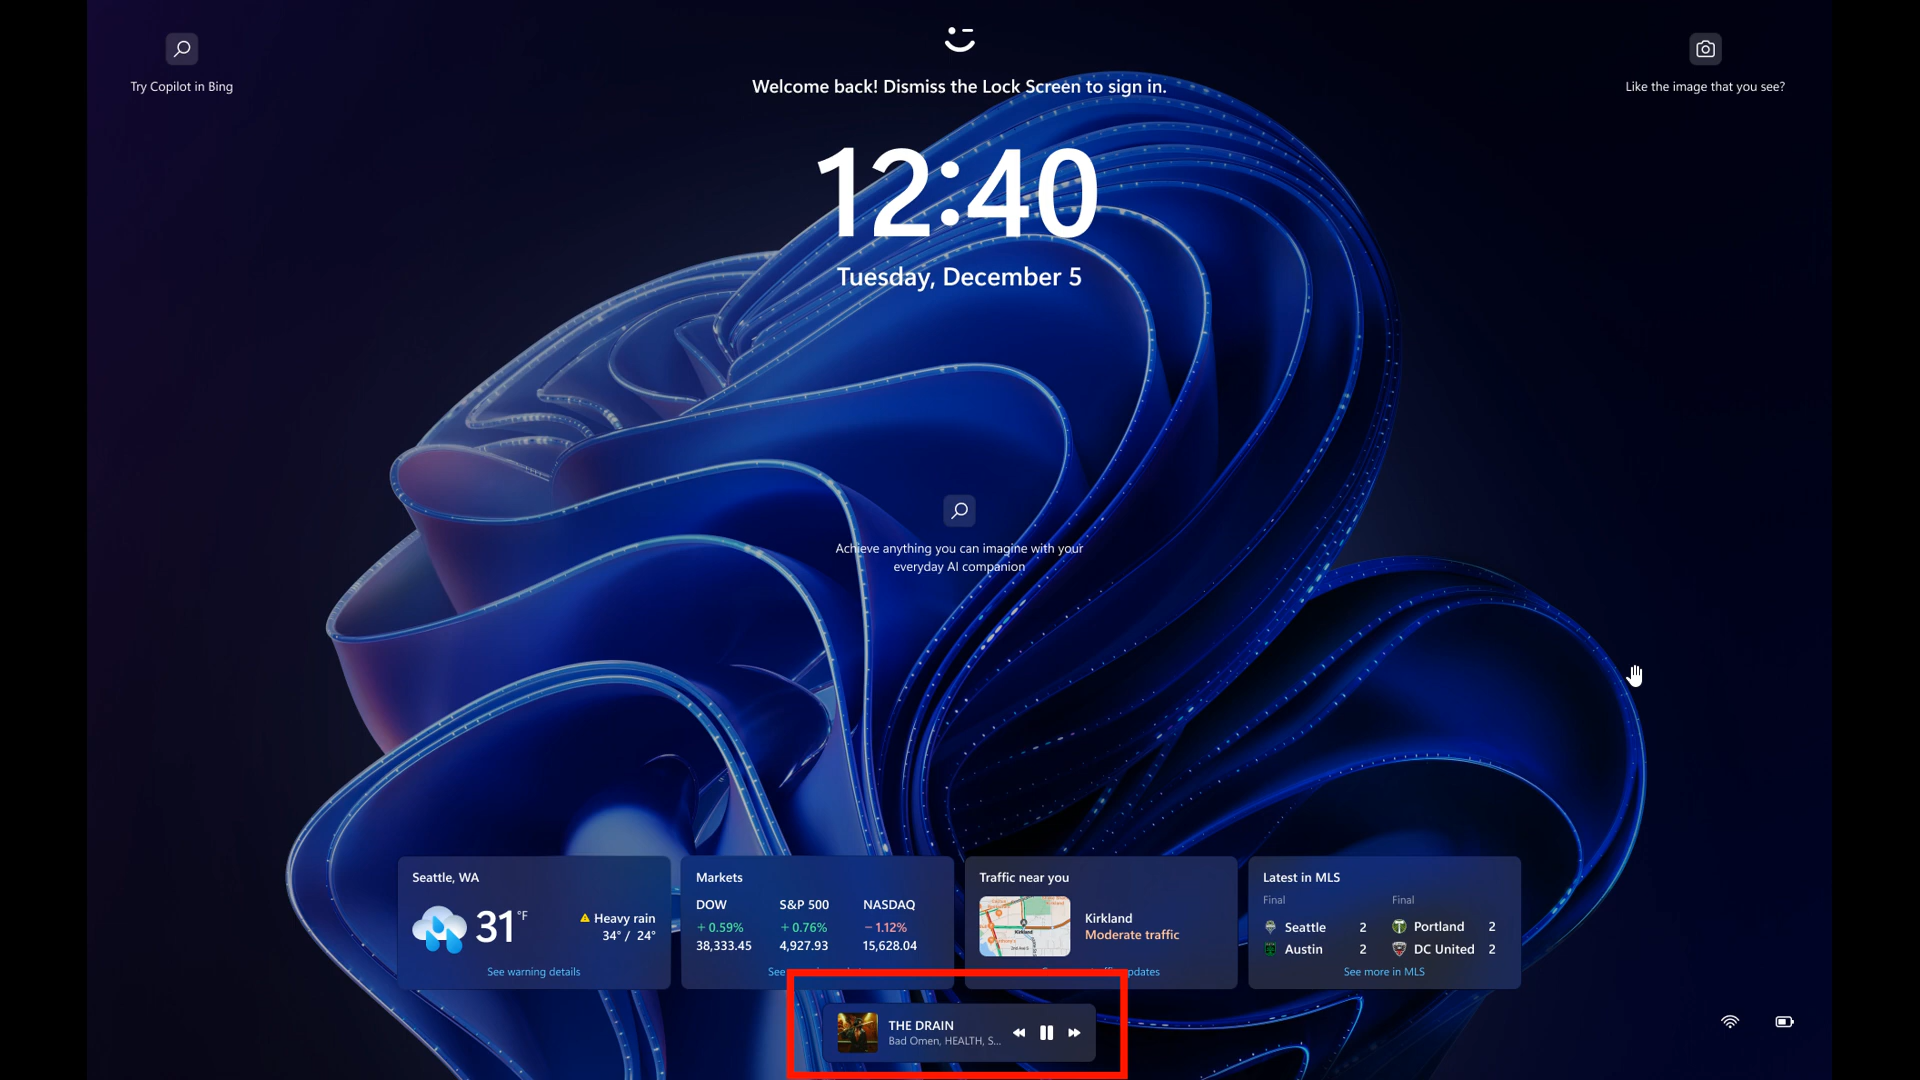 Try Copilot in Bing
Welcome back! Dismiss the Lock Screen to sign in.
Like the image that you see?
12:40
Tuesday, December 5
Achieve anything you can imagine with your
everyday AI companion
Seattle, WA
31 °F
Heavy rain
34° / 24°
See warning details
Markets
DOW S&P 500 NASDAQ
+ 0.59% + 0.76% − 1.12%
38,333.45 4,927.93 15,628.04
Traffic near you
Kirkland
Kirkland
Moderate traffic
Latest in MLS
Final Final
Seattle 2 Portland 2
Austin 2 DC United 2
See more in MLS
THE DRAIN
Bad Omen, HEALTH, S...